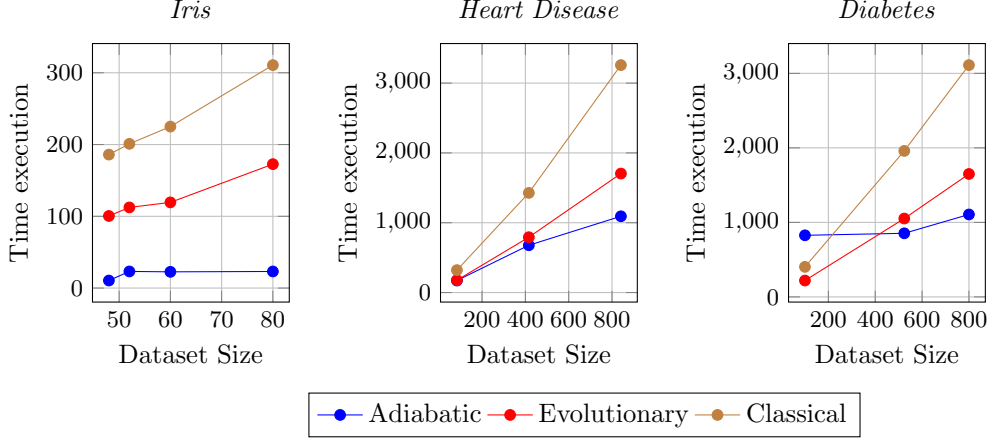 Iris
Heart Disease
Diabetes
300
200
100
0
50 60 70 80
Time execution
Dataset Size
3,000
2,000
1,000
0
200 400 600 800
Time execution
Dataset Size
3,000
2,000
1,000
0
200 400 600 800
Time execution
Dataset Size
Adiabatic Evolutionary Classical